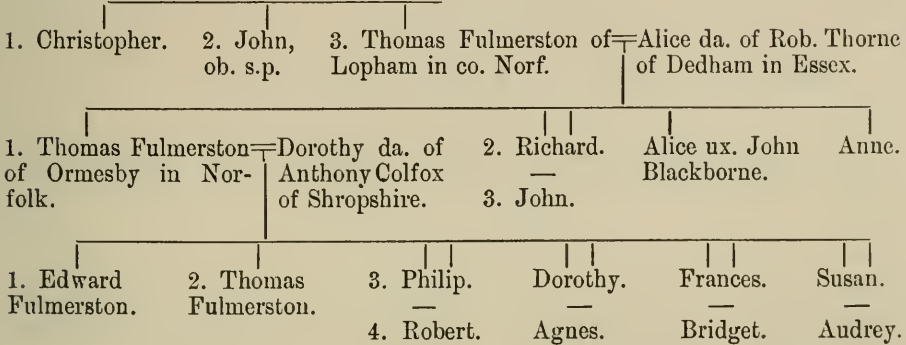 1. Christopher. 2. John, 3. Thomas Fulmerston of Alice da. of Rob. Thorne
ob. s.p. Lopham in co. Norf. of Dedham in Essex.
1. Thomas Fulmerston Dorothy da. of 2. Richard. Alice ux. John Anne.
of Ormesby in Nor- Anthony Colfox — Blackborne.
folk. of Shropshire. 3. John.
1. Edward 2. Thomas 3. Philip. Dorothy. Frances. Susan.
Fulmerston. Fulmerston. — — — —
4. Robert. Agnes. Bridget. Audrey.